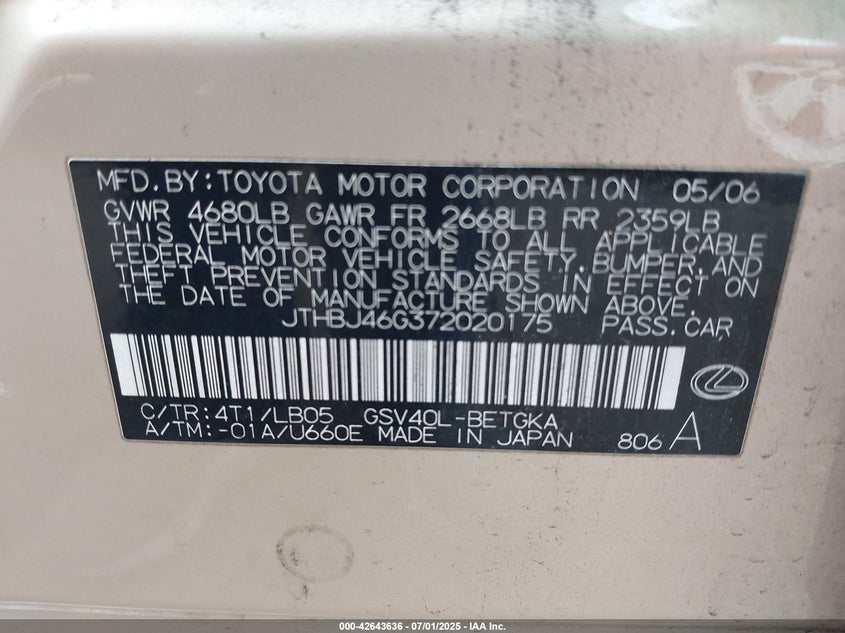 MFD.BY:TOYOTA MOTOR CORPORATION 05/06
GVWR 4680LB GAWR FR 2668LB RR 2359LB
THIS VEHICLE CONFORMS TO ALL APPLICABLE
FEDERAL MOTOR VEHICLE SAFETY,BUMPER,AND
THEFT PREVENTION STANDARDS IN EFFECT ON
THE DATE OF MANUFACTURE SHOWN ABOVE.
JTHBJ46G372020175 PASS.CAR
C/TR:4T1/LB05 GSV40L-BETGKA
A/TM:-01A/U660E MADE IN JAPAN 806 A
000-42643636 - 07/01/2025 - IAA Inc.